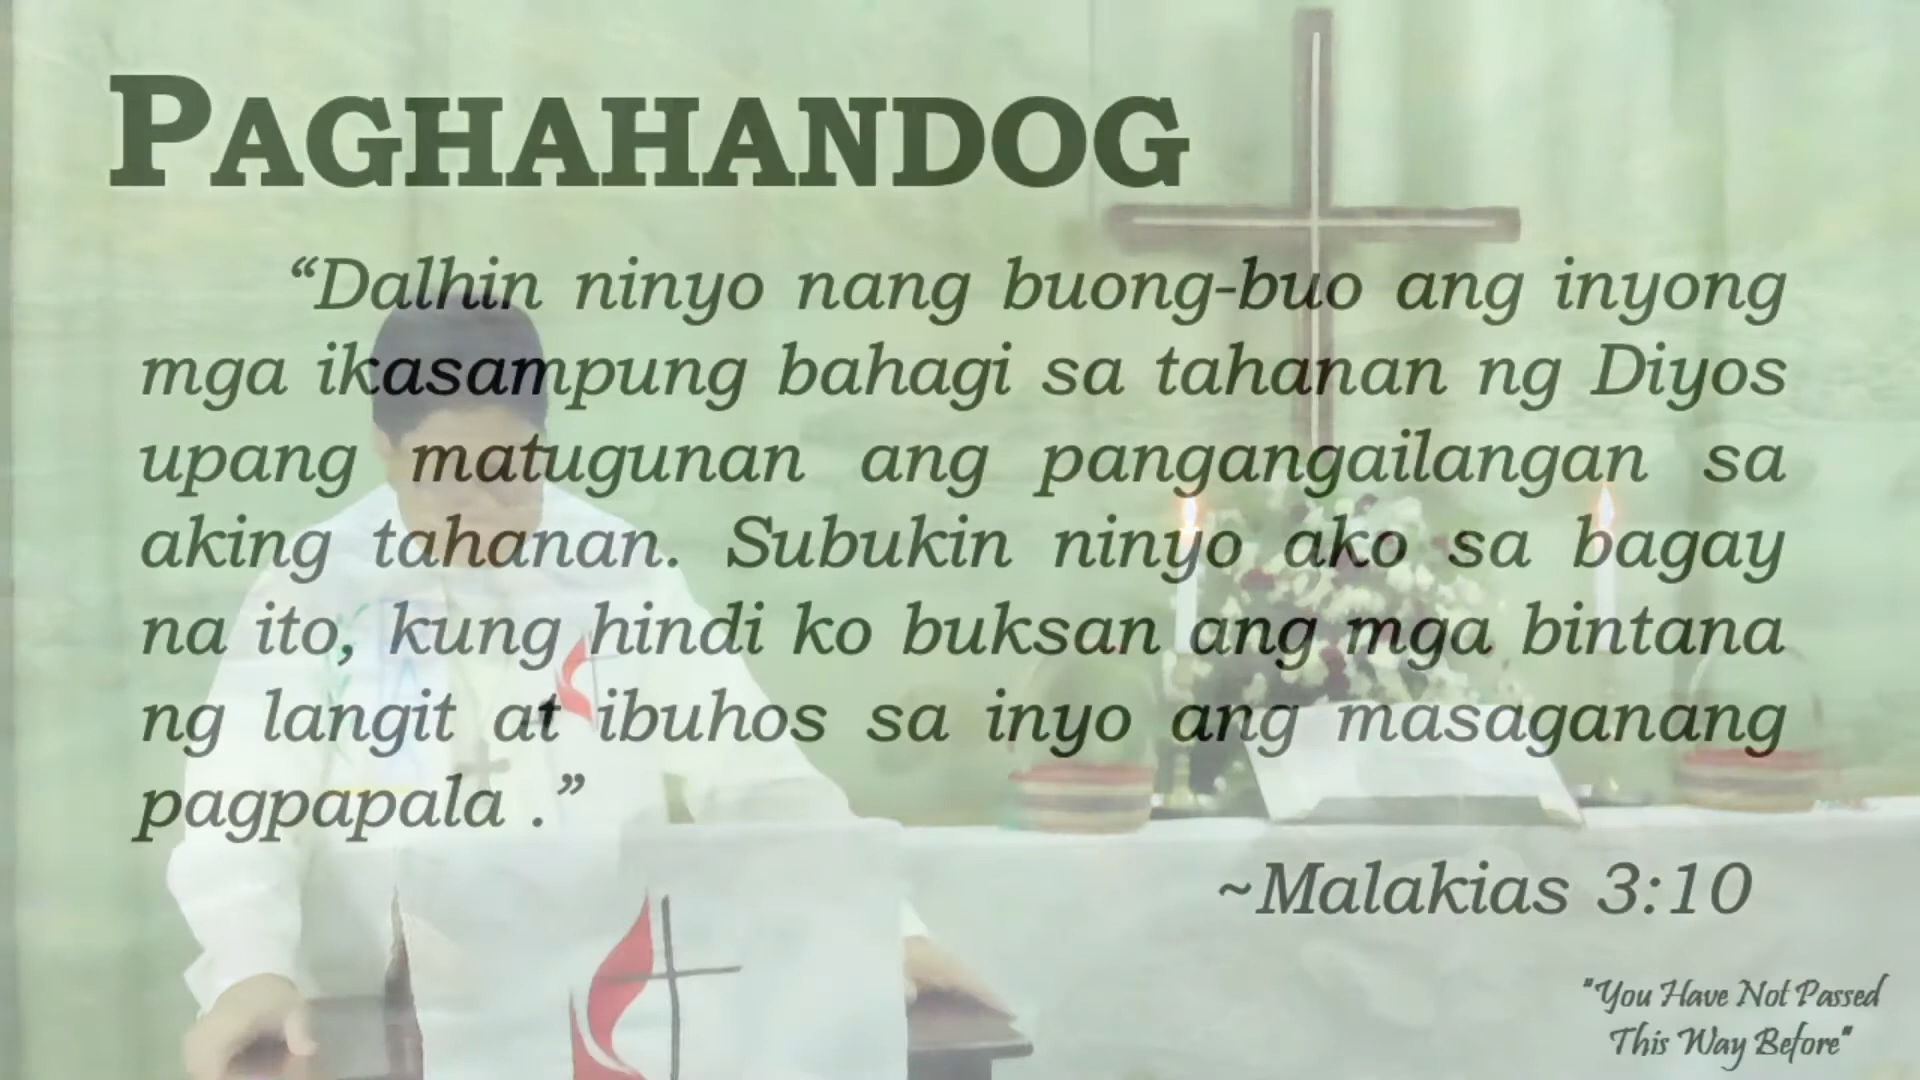 PAGHAHANDOG
“Dalhin ninyo nang buong-buo ang inyong
mga ikasampung bahagi sa tahanan ng Diyos
upang matugunan ang pangangailangan sa
aking tahanan. Subukin ninyo ako sa bagay
na ito, kung hindi ko buksan ang mga bintana
ng langit at ibuhos sa inyo ang masaganang
pagpapala .”
~Malakias 3:10
"You Have Not Passed
This Way Before"